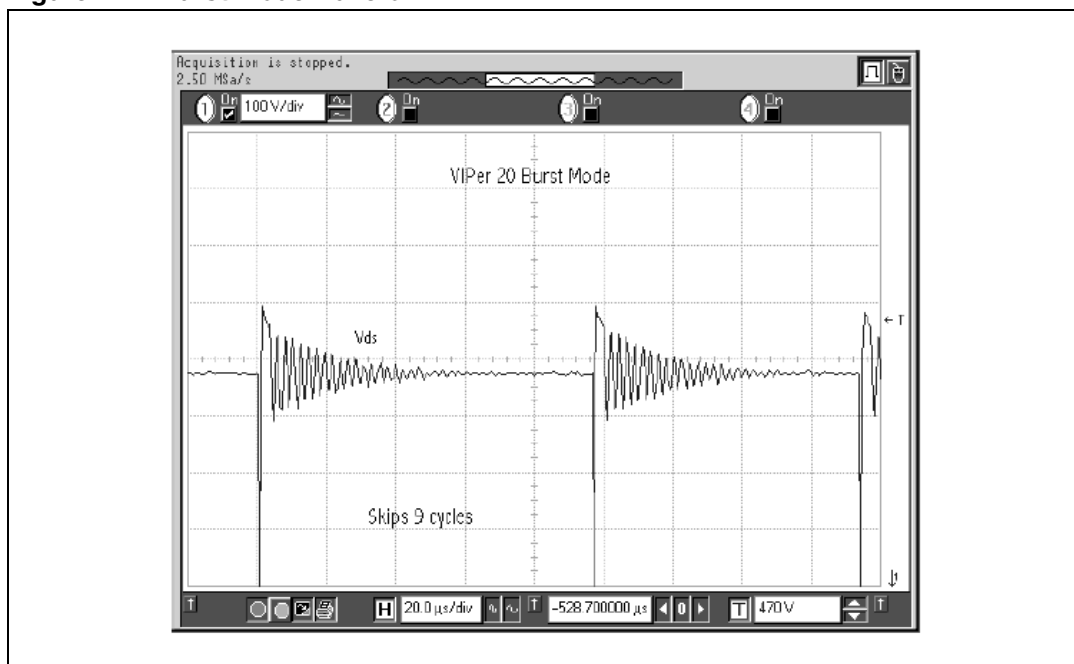 Acquisition is stopped.
2.50 MSa/s
1 On 100 V/div 2 On 3 On 4 On
VIPer 20 Burst Mode
← T
Vds
Skips 9 cycles
H 20.0 µs/div -528.700000 µs 0 T 470 V